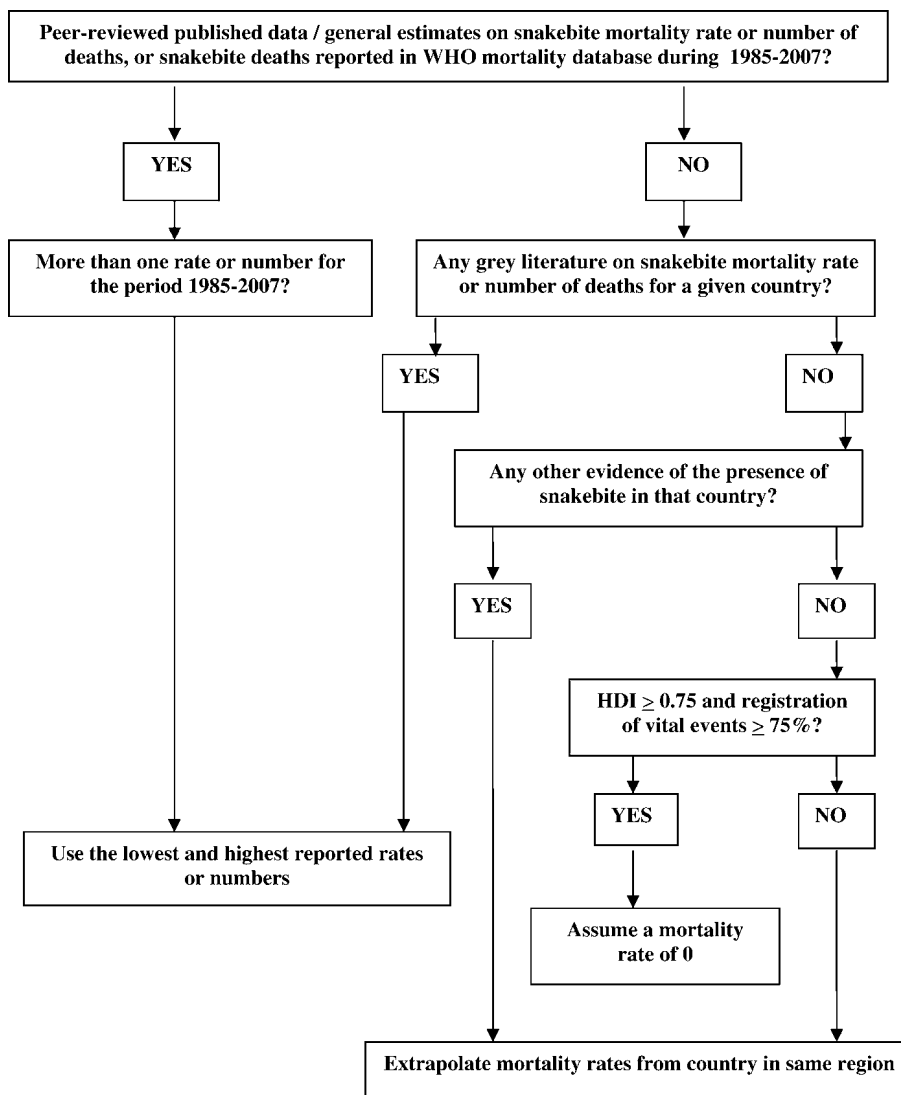 Peer-reviewed published data / general estimates on snakebite mortality rate or number of
deaths, or snakebite deaths reported in WHO mortality database during 1985-2007?
YES
NO
More than one rate or number for
the period 1985-2007?
Any grey literature on snakebite mortality rate
or number of deaths for a given country?
YES
NO
Any other evidence of the presence of
snakebite in that country?
YES
NO
HDI ≥ 0.75 and registration
of vital events ≥ 75%?
YES
NO
Use the lowest and highest reported rates
or numbers
Assume a mortality
rate of 0
Extrapolate mortality rates from country in same region